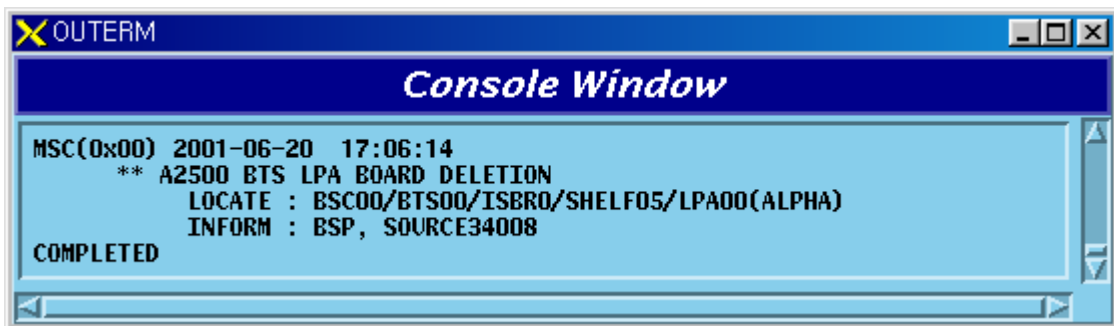 OUTERM
Console Window
MSC(0x00) 2001-06-20 17:06:14
** A2500 BTS LPA BOARD DELETION
LOCATE : BSC00/BTS00/ISBR0/SHELF05/LPA00(ALPHA)
INFORM : BSP, SOURCE34008
COMPLETED